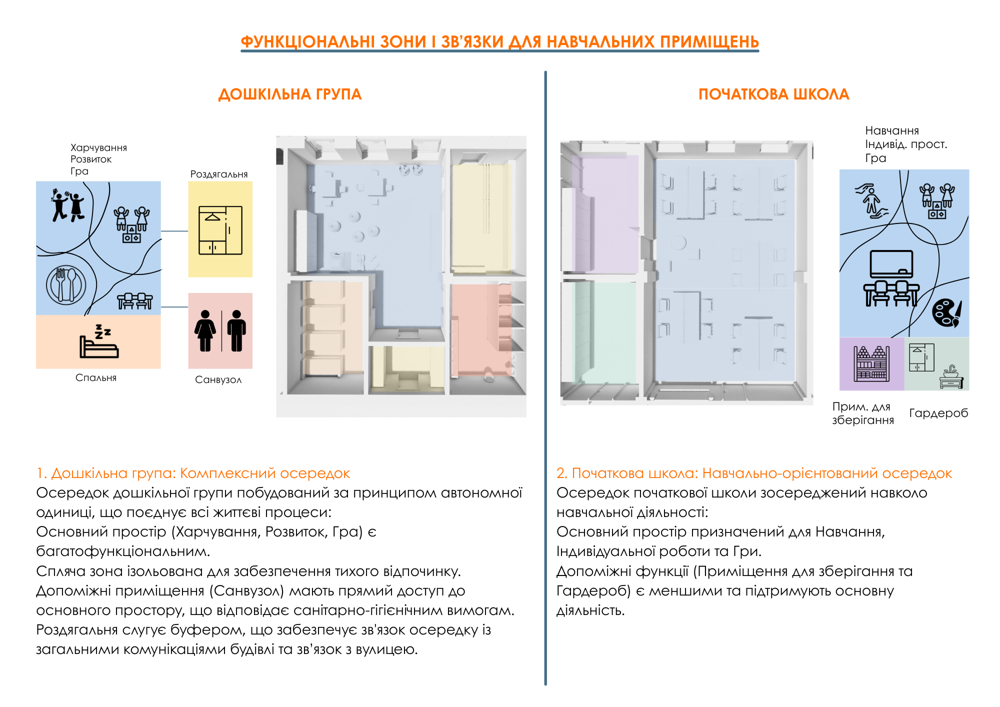 ФУНКЦІОНАЛЬНІ ЗОНИ І ЗВ’ЯЗКИ ДЛЯ НАВЧАЛЬНИХ ПРИМІЩЕНЬ
ДОШКІЛЬНА ГРУПА
Харчування
Розвиток
Гра
Роздягальня
Спальня
Санвузол
1. Дошкільна група: Комплексний осередок
Осередок дошкільної групи побудований за принципом автономної
одиниці, що поєднує всі життєві процеси:
Основний простір (Харчування, Розвиток, Гра) є
багатофункціональним.
Спляча зона ізольована для забезпечення тихого відпочинку.
Допоміжні приміщення (Санвузол) мають прямий доступ до
основного простору, що відповідає санітарно-гігієнічним вимогам.
Роздягальня слугує буфером, що забезпечує зв'язок осередку із
загальними комунікаціями будівлі та зв’язок з вулицею.
ПОЧАТКОВА ШКОЛА
Навчання
Індивід. прост.
Гра
Прим. для
зберігання
Гардероб
2. Початкова школа: Навчально-орієнтований осередок
Осередок початкової школи зосереджений навколо
навчальної діяльності:
Основний простір призначений для Навчання,
Індивідуальної роботи та Гри.
Допоміжні функції (Приміщення для зберігання та
Гардероб) є меншими та підтримують основну
діяльність.